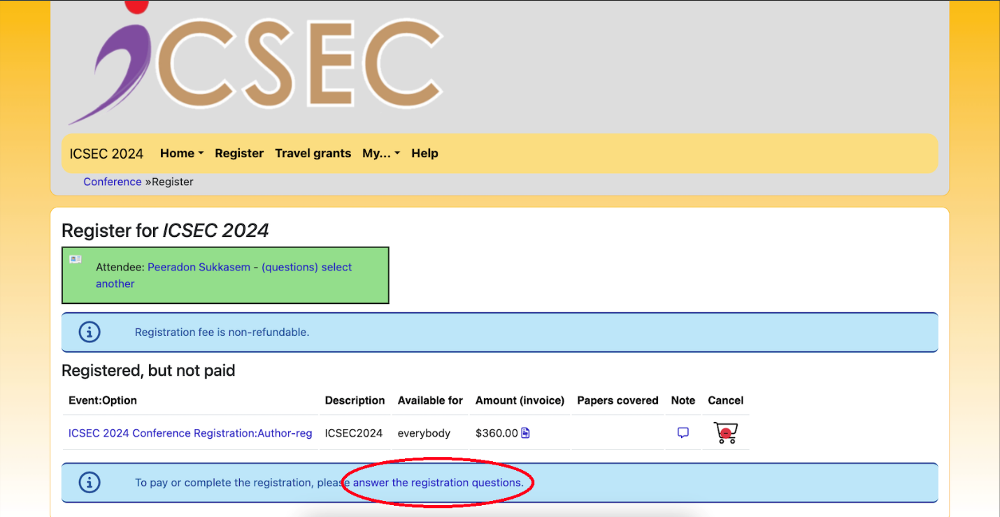 iCSEC
ICSEC 2024 Home Register Travel grants My... Help
Conference »Register
Register for ICSEC 2024
Attendee: Peeradon Sukkasem - (questions) select
another
Registration fee is non-refundable.
Registered, but not paid
Event:Option Description Available for Amount (invoice) Papers covered Note Cancel
ICSEC 2024 Conference Registration:Author-reg ICSEC2024 everybody $360.00
To pay or complete the registration, please answer the registration questions.